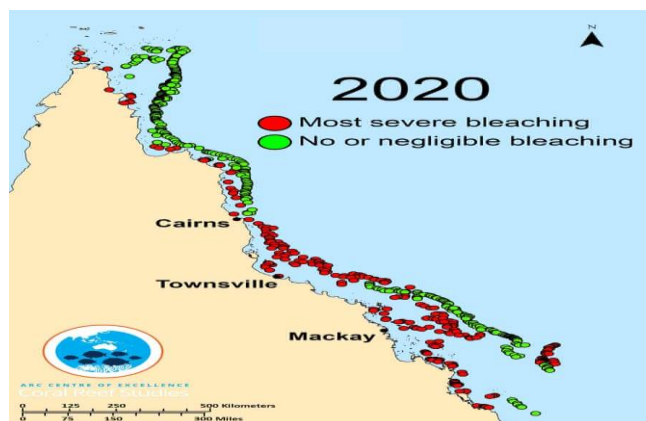 N
2020
Most severe bleaching
No or negligible bleaching
Cairns
Townsville
Mackay
ARC CENTRE OF EXCELLENCE
Coral Reef Studies
0 125 250 500 Kilometers
0 75 150 300 Miles